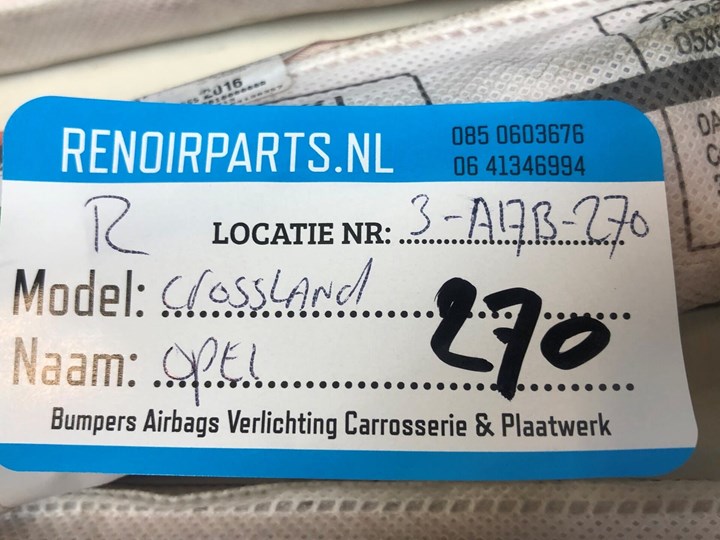 2016
RENOIRPARTS.NL
085 0603676
06 41346994
R LOCATIE NR: 3-A17B-270
Model: Crossland
270
Naam: OPEL
Bumpers Airbags Verlichting Carrosserie & Plaatwerk